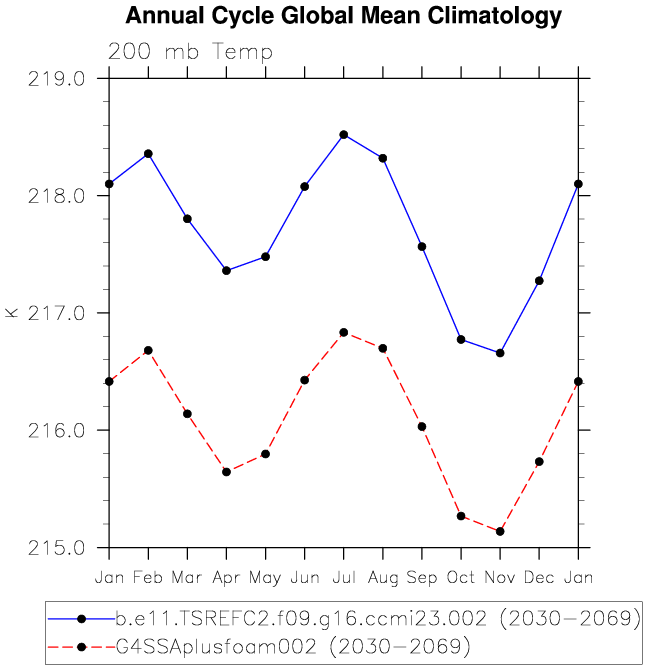 Annual Cycle Global Mean Climatology
200 mb Temp
219.0
218.0
217.0
216.0
215.0
K
Jan Feb Mar Apr May Jun Jul Aug Sep Oct Nov Dec Jan
b.e11.TSREFC2.f09.g16.ccmi23.002 (2030-2069)
G4SSAplusfoam002 (2030-2069)